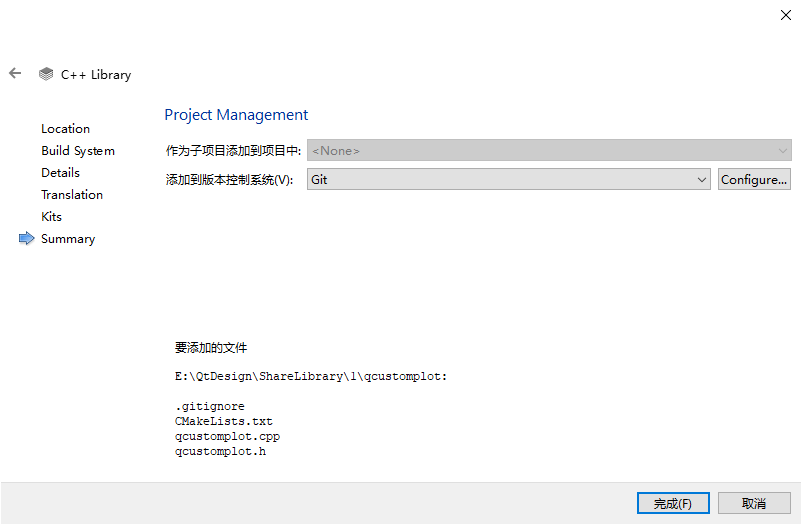 C++ Library
Location
Build System
Details
Translation
Kits
Summary
Project Management
作为子项目添加到项目中: <None>
添加到版本控制系统(V): Git Configure...
要添加的文件
E:\QtDesign\ShareLibrary\1\qcustomplot:
.gitignore
CMakeLists.txt
qcustomplot.cpp
qcustomplot.h
完成(F) 取消